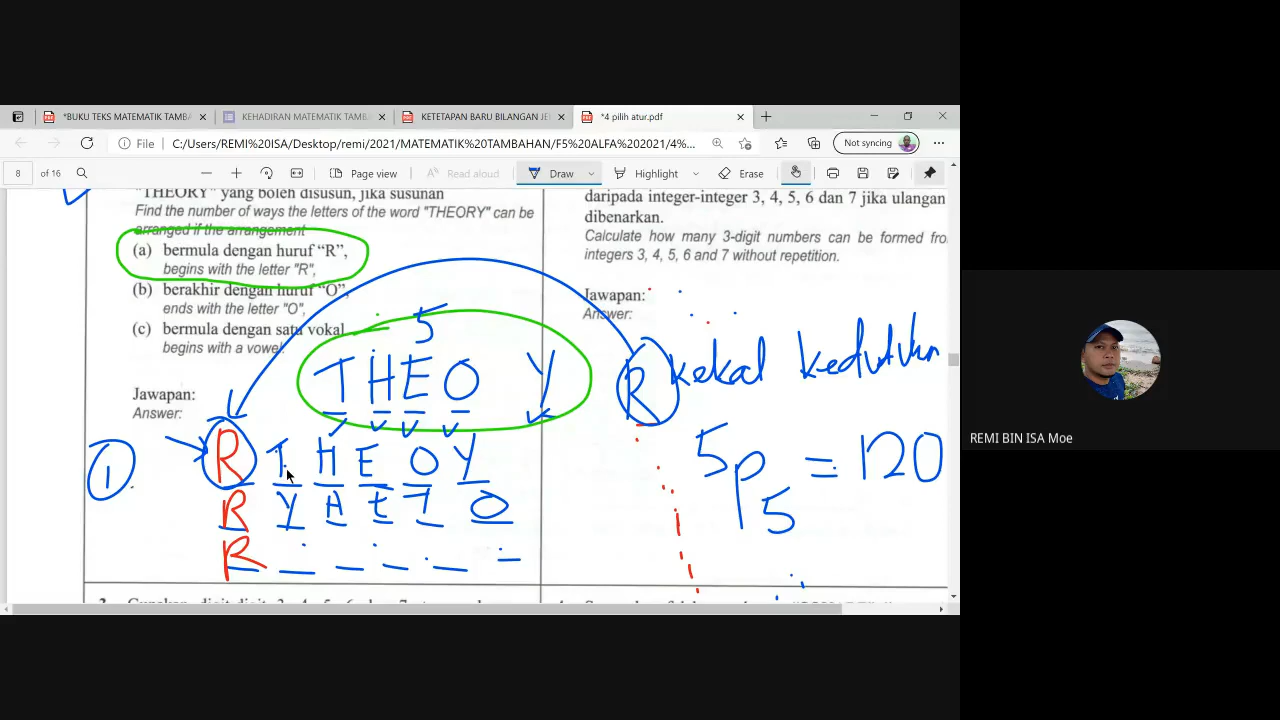 *BUKU TEKS MATEMATIK TAMBA
KEHADIRAN MATEMATIK TAMB
KETETAPAN BARU BILANGAN JE
*4 pilih atur.pdf
File
C:/Users/REMI%20ISA/Desktop/remi/2021/MATEMATIK%20TAMBAHAN/F5%20ALFA%202021/4%...
Not syncing
8 of 16
Page view
Read aloud
Draw
Highlight
Erase
"THEORY" yang boleh disusun, jika susunan
Find the number of ways the letters of the word "THEORY" can be
arranged if the arrangement
(a) bermula dengan huruf "R",
begins with the letter "R",
(b) berakhir dengan huruf "O",
ends with the letter "O",
(c) bermula dengan satu vokal
begins with a vowel.
Jawapan:
Answer:
daripada integer-integer 3, 4, 5, 6 dan 7 jika ulangan
dibenarkan.
Calculate how many 3-digit numbers can be formed fro
integers 3, 4, 5, 6 and 7 without repetition.
Jawapan:
Answer:
5
T H E O Y
R kekal
1
R T H E O Y
R Y H E T O
R
5P5 = 120
REMI BIN ISA Moe